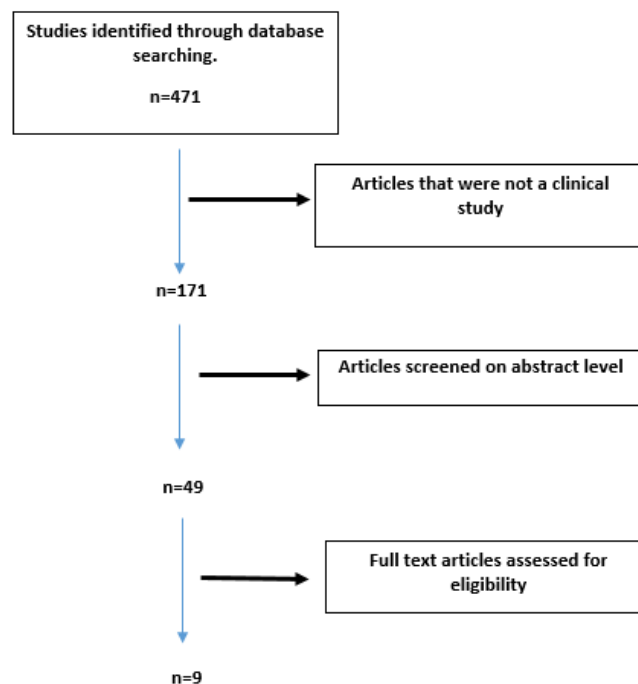 Studies identified through database
searching.
n=471
Articles that were not a clinical
study
n=171
Articles screened on abstract level
n=49
Full text articles assessed for
eligibility
n=9